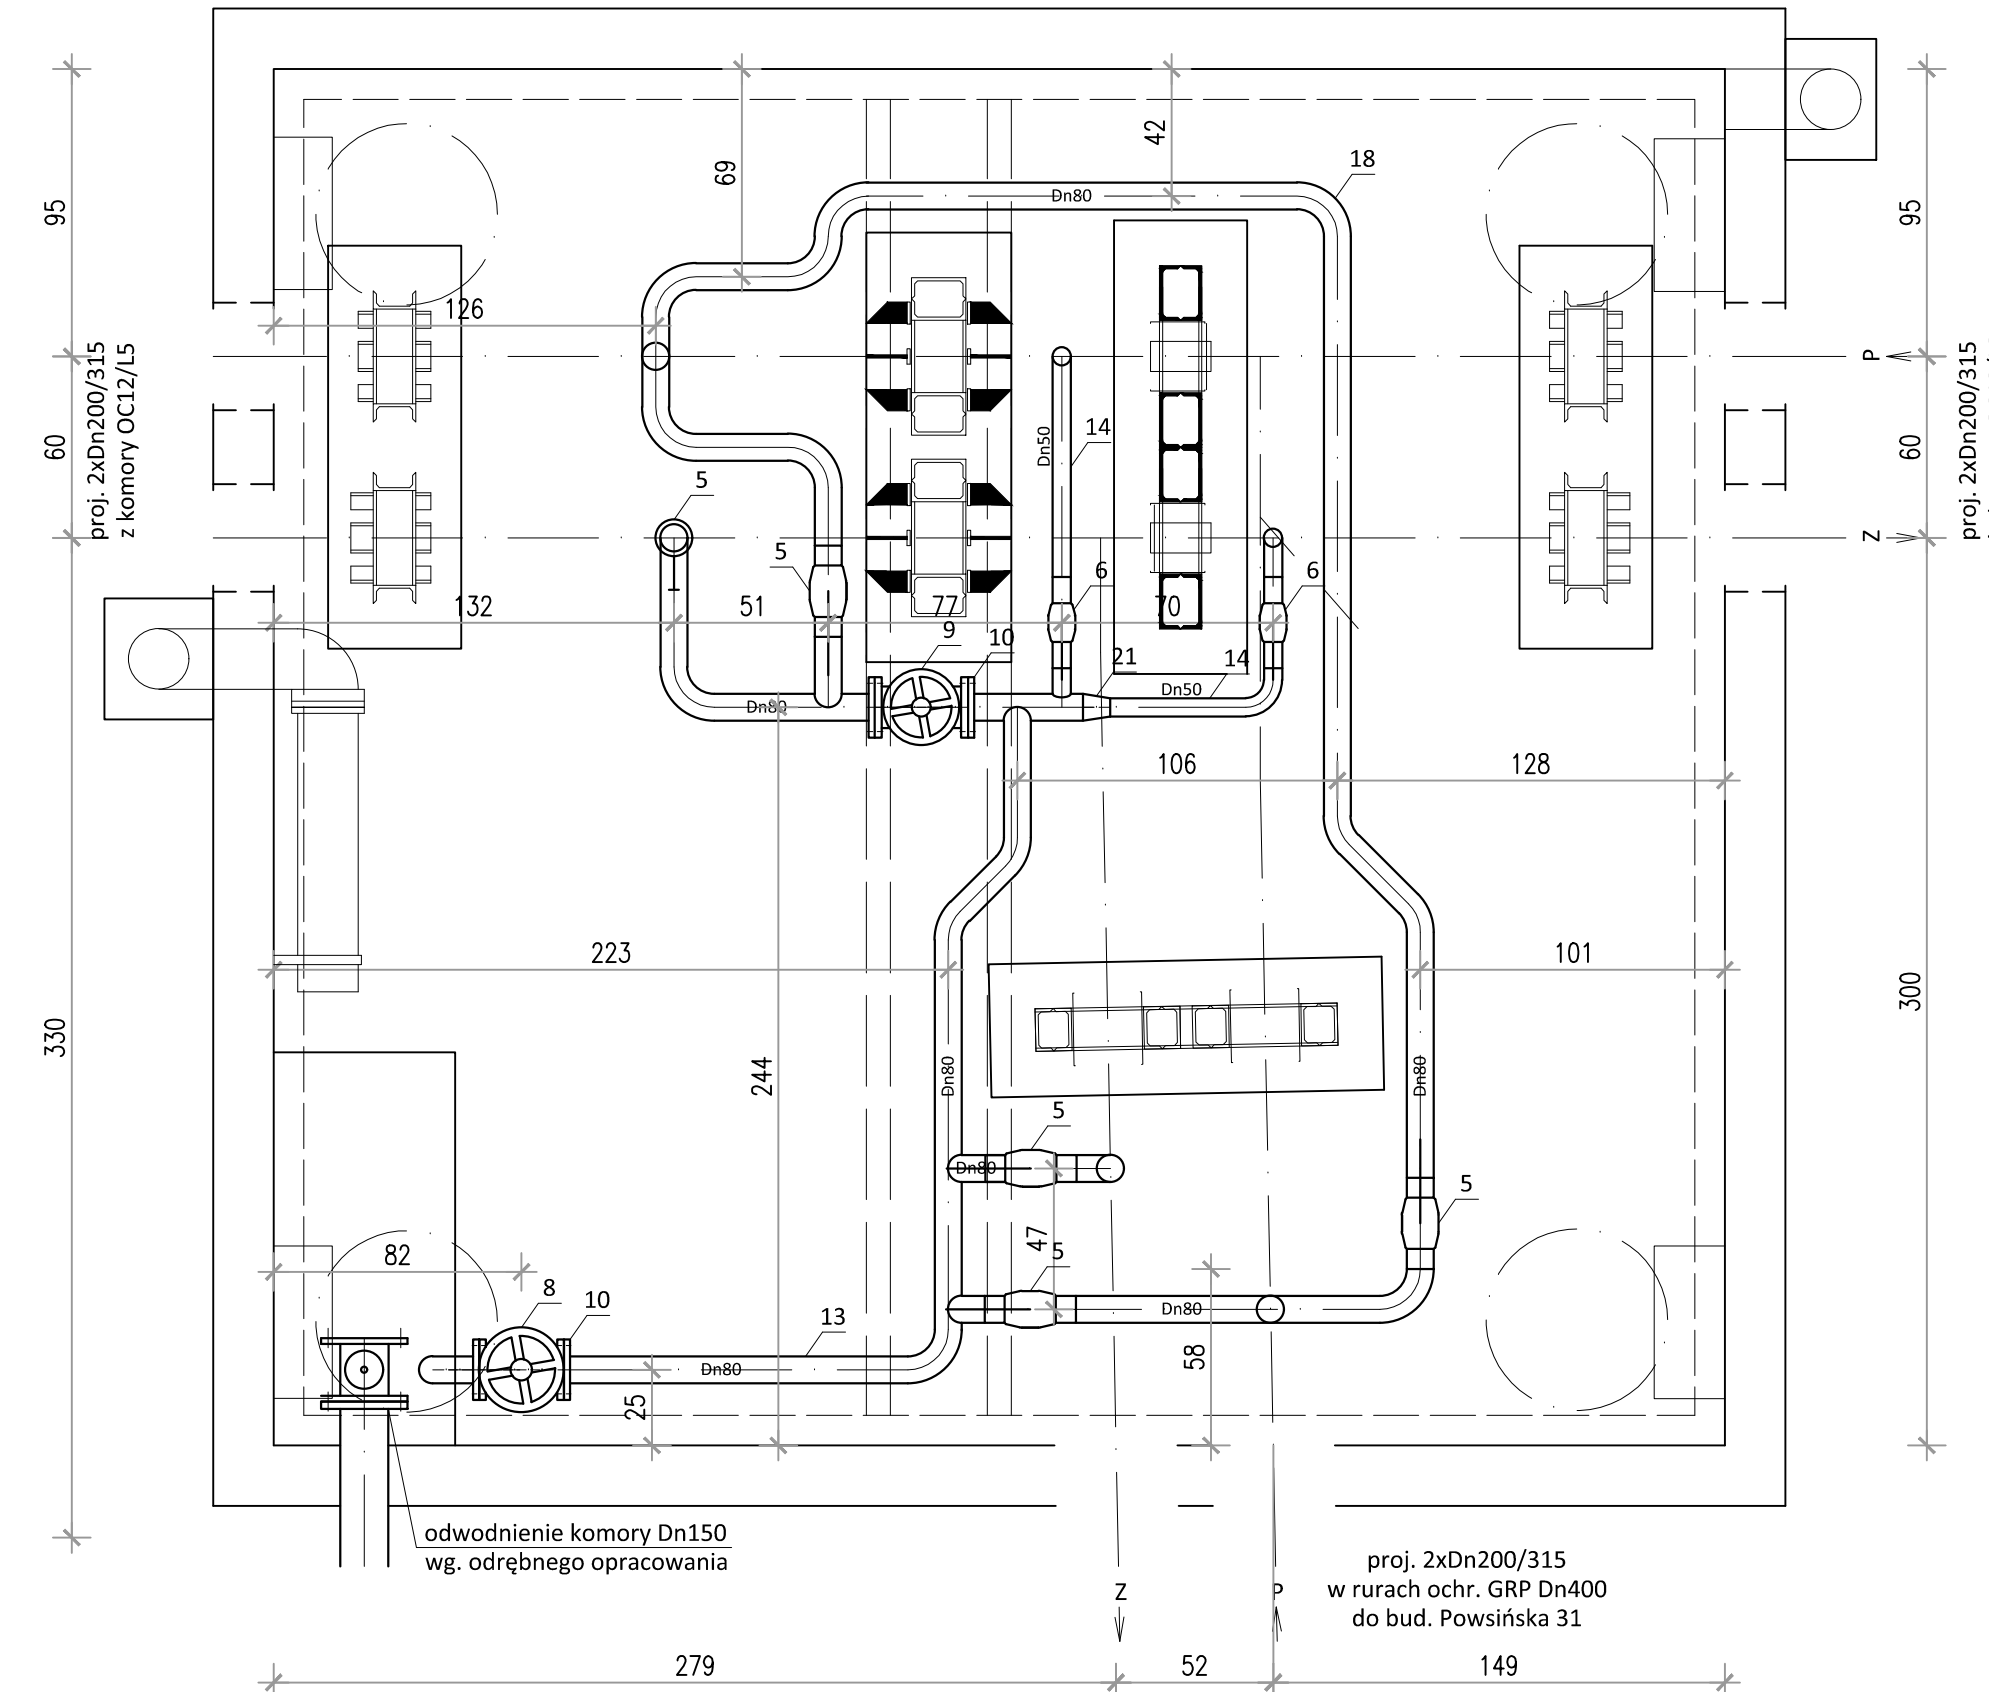 42
18
69
Dn80
95
95
126
P
proj. 2xDn200/315
z komory OC12/L5
proj. 2xDn200/315
60
60
Dn50
14
5
5
Z
6
6
132
51
77
70
9
10
21
14
Dn50
Dn80
106
128
223
101
330
300
244
Dn80
Dn80
5
Dn80
5
47
5
82
8
10
13
Dn80
Dn80
58
25
odwodnienie komory Dn150
wg. odrębnego opracowania
proj. 2xDn200/315
w rurach ochr. GRP Dn400
do bud. Powsińska 31
Z
P
279
52
149